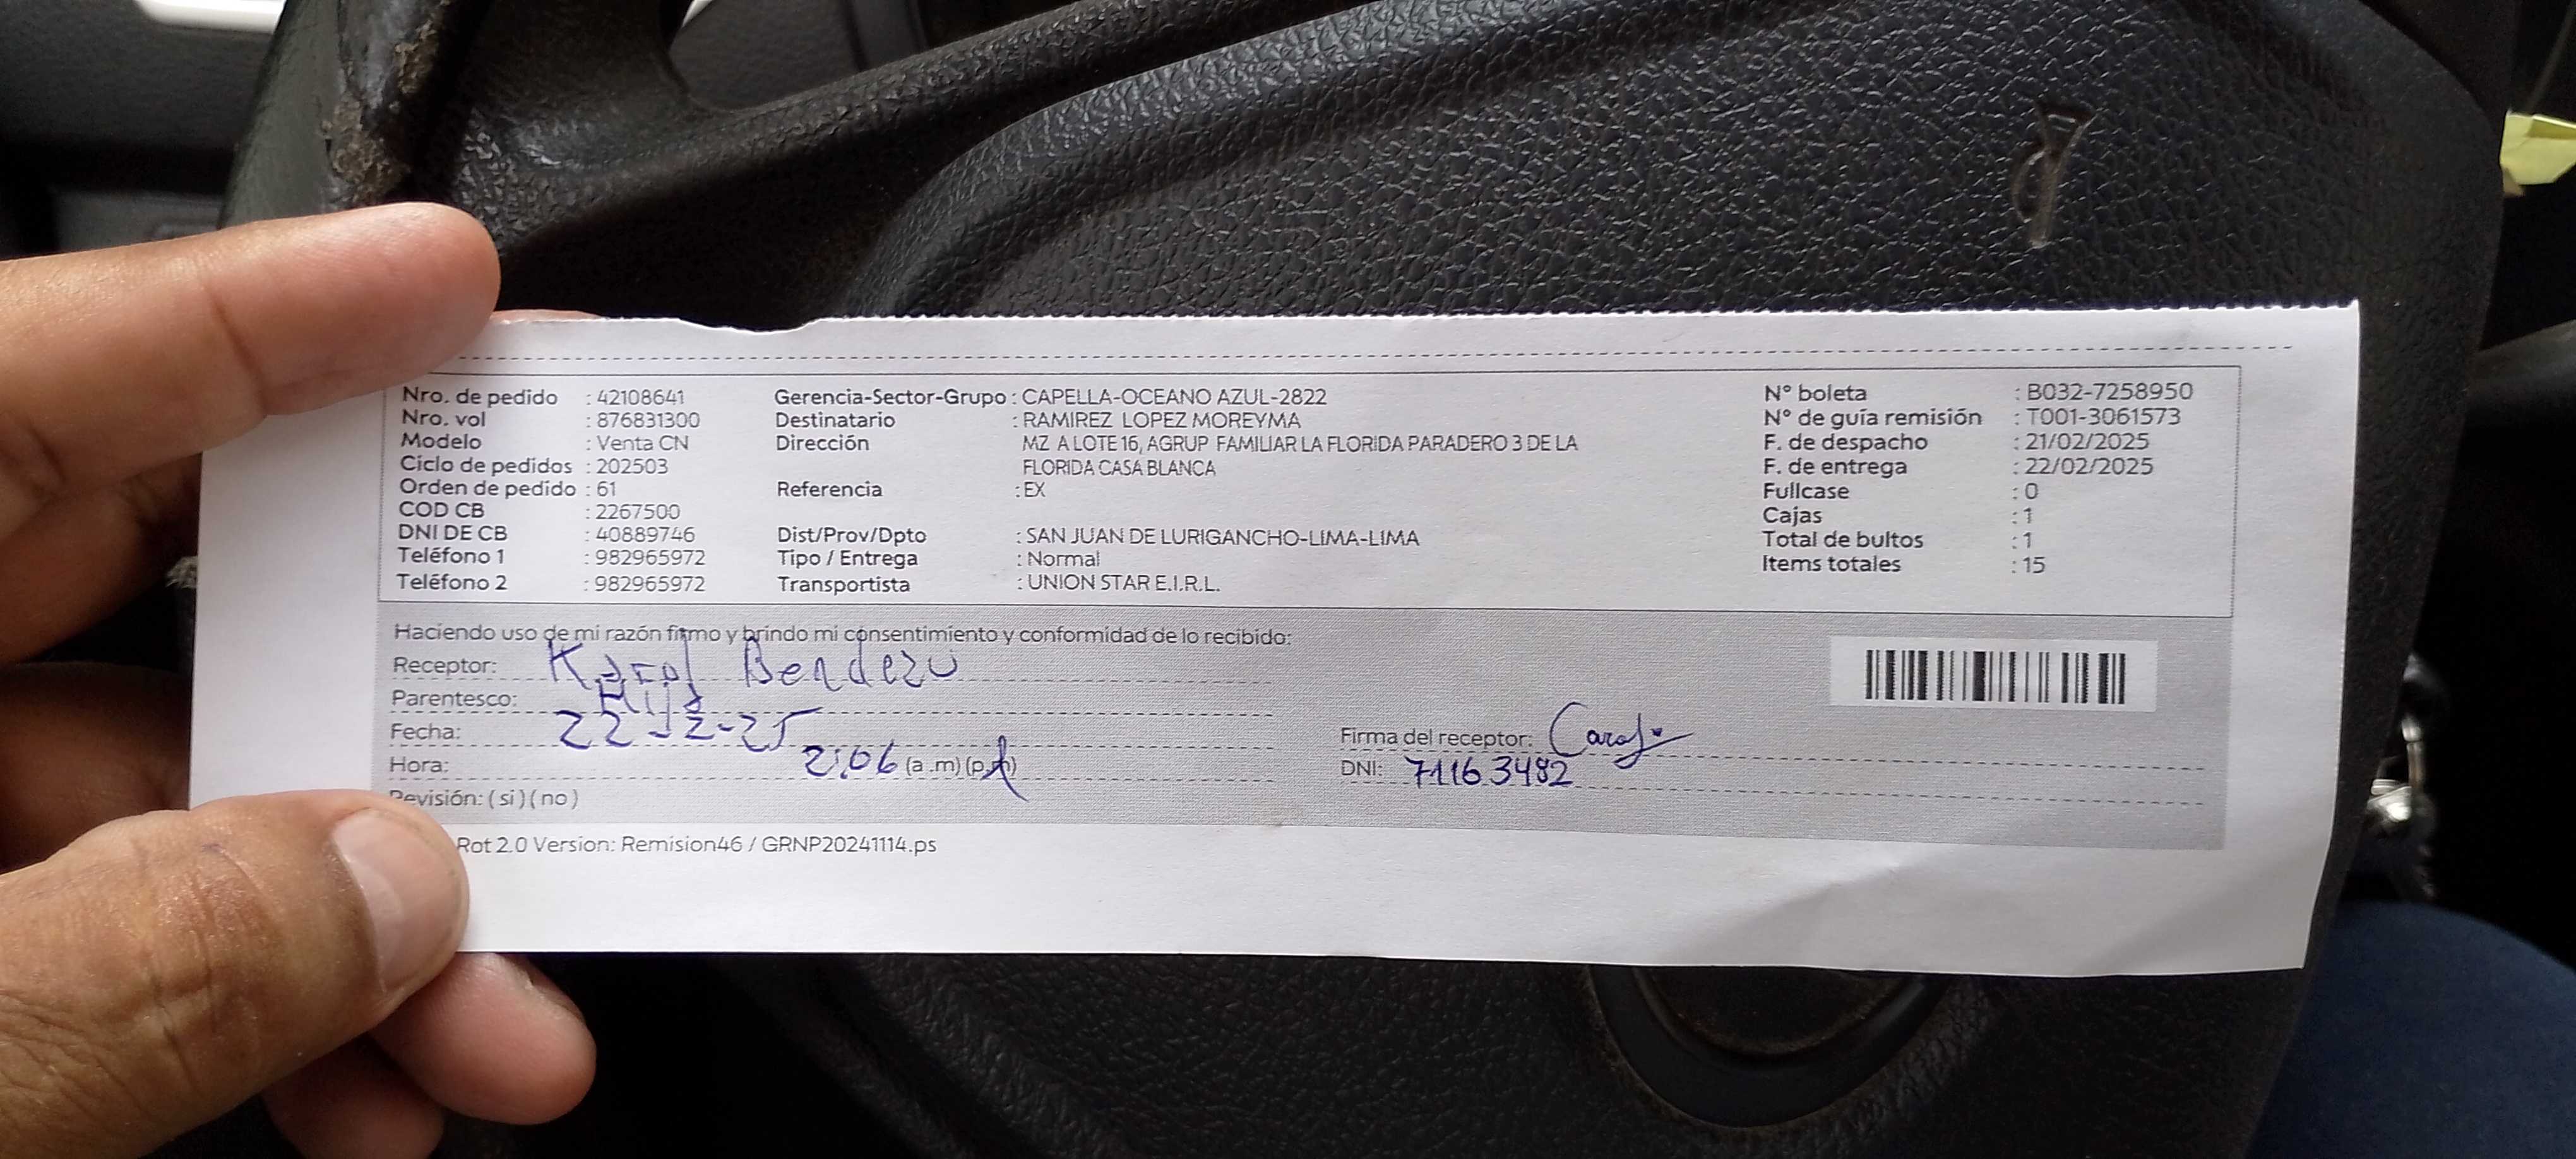 Nro. de pedido : 42108641
Nro. vol : 876831300
Modelo : Venta CN
Ciclo de pedidos : 202503
Orden de pedido : 61
COD CB : 2267500
DNI DE CB : 40889746
Teléfono 1 : 982965972
Teléfono 2 : 982965972
Gerencia-Sector-Grupo : CAPELLA-OCEANO AZUL-2822
Destinatario : RAMIREZ LOPEZ MOREYMA
Dirección MZ A LOTE 16, AGRUP FAMILIAR LA FLORIDA PARADERO 3 DE LA
FLORIDA CASA BLANCA
Referencia : EX
Dist/Prov/Dpto : SAN JUAN DE LURIGANCHO-LIMA-LIMA
Tipo / Entrega : Normal
Transportista : UNION STAR E.I.R.L.
N° boleta : B032-7258950
N° de guía remisión : T001-3061573
F. de despacho : 21/02/2025
F. de entrega : 22/02/2025
Fullcase : 0
Cajas : 1
Total de bultos : 1
Items totales : 15
Haciendo uso de mi razón firmo y brindo mi consentimiento y conformidad de lo recibido:
Receptor: Karol Bendezu
Parentesco: Hija
Fecha: 22-2-25
Hora: 2:06 (a.m) (p.m)
Revisión: ( si ) ( no )
Firma del receptor:
DNI: 71163482
Rot 2.0 Version: Remision46 / GRNP20241114.ps